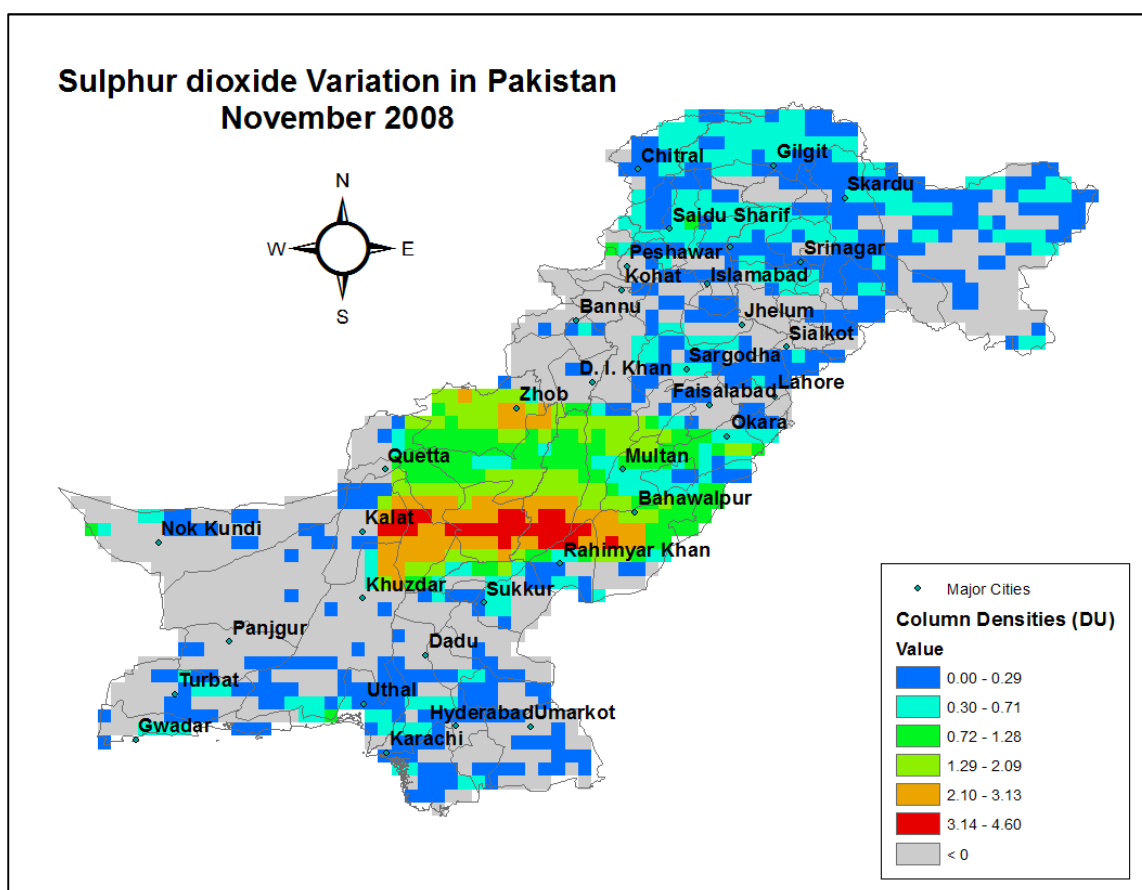 Sulphur dioxide Variation in Pakistan
November 2008
N
W
E
S
Chitral
Gilgit
Skardu
Saidu Sharif
Peshawar
Srinagar
Kohat
Islamabad
Bannu
Jhelum
Sialkot
Sargodha
D. I. Khan
Lahore
Zhob
Faisalabad
Okara
Quetta
Multan
Bahawalpur
Nok Kundi
Kalat
Rahimyar Khan
Khuzdar
Sukkur
Panjgur
Dadu
Turbat
Uthal
Gwadar
Hyderabad
Umarkot
Karachi
Major Cities
Column Densities (DU)
Value
0.00 - 0.29
0.30 - 0.71
0.72 - 1.28
1.29 - 2.09
2.10 - 3.13
3.14 - 4.60
< 0